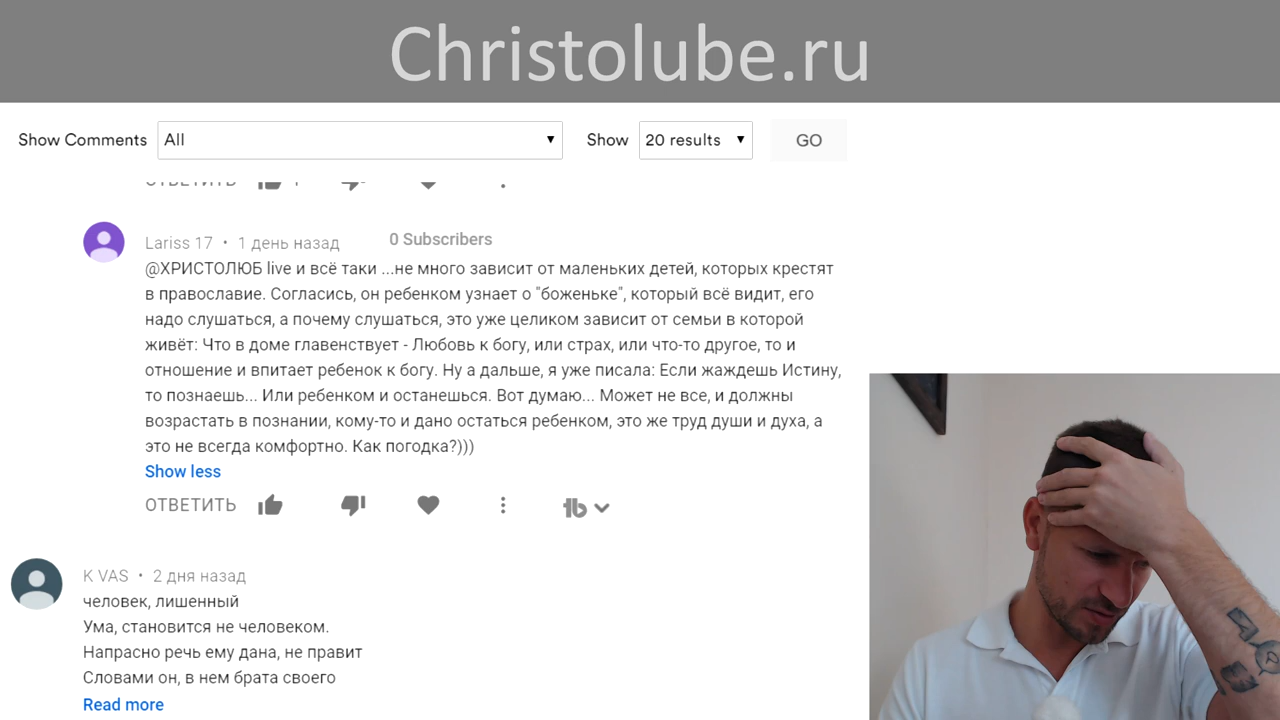 Christolube.ru
Show Comments All ▼ Show 20 results ▼ GO
ОТВЕТИТЬ
Lariss 17 • 1 день назад 0 Subscribers
@ХРИСТОЛЮБ live и всё таки ...не много зависит от маленьких детей, которых крестят
в православие. Согласись, он ребенком узнает о "боженьке", который всё видит, его
надо слушаться, а почему слушаться, это уже целиком зависит от семьи в которой
живёт: Что в доме главенствует - Любовь к богу, или страх, или что-то другое, то и
отношение и впитает ребенок к богу. Ну а дальше, я уже писала: Если жаждешь Истину,
то познаешь... Или ребенком и останешься. Вот думаю... Может не все, и должны
возрастать в познании, кому-то и дано остаться ребенком, это же труд души и духа, а
это не всегда комфортно. Как погодка?)))
Show less
ОТВЕТИТЬ
K VAS • 2 дня назад
человек, лишенный
Ума, становится не человеком.
Напрасно речь ему дана, не правит
Словами он, в нем брата своего
Read more